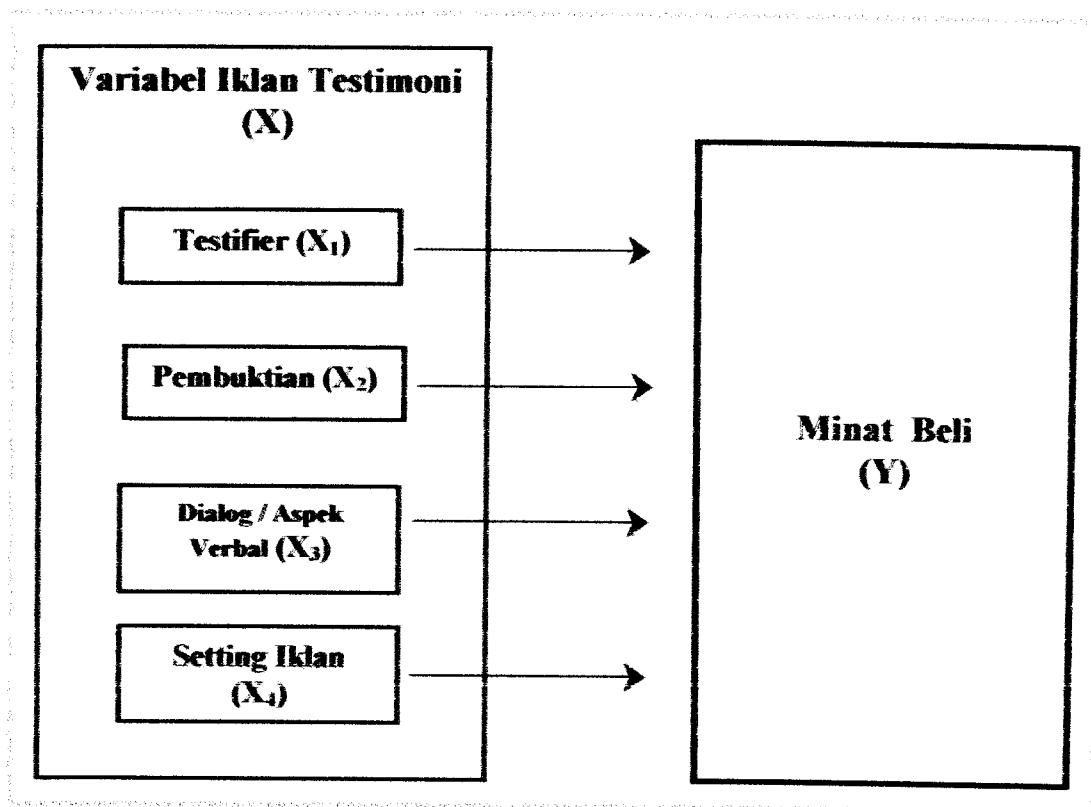 Variabel Iklan Testimoni
(X)
Testifier (X₁)
Pembuktian (X₂)
Dialog / Aspek
Verbal (X₃)
Setting Iklan
(X₄)
Minat Beli
(Y)